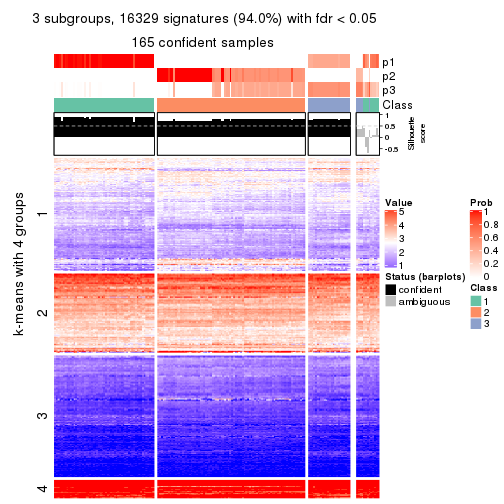 3 subgroups, 16329 signatures (94.0%) with fdr < 0.05
165 confident samples
p1
p2
p3
Class
1
0.5
0
-0.5
Silhouette
score
k-means with 4 groups
1
2
3
4
Value
5
4
3
2
1
Status (barplots)
confident
ambiguous
Prob
1
0.8
0.6
0.4
0.2
0
Class
1
2
3